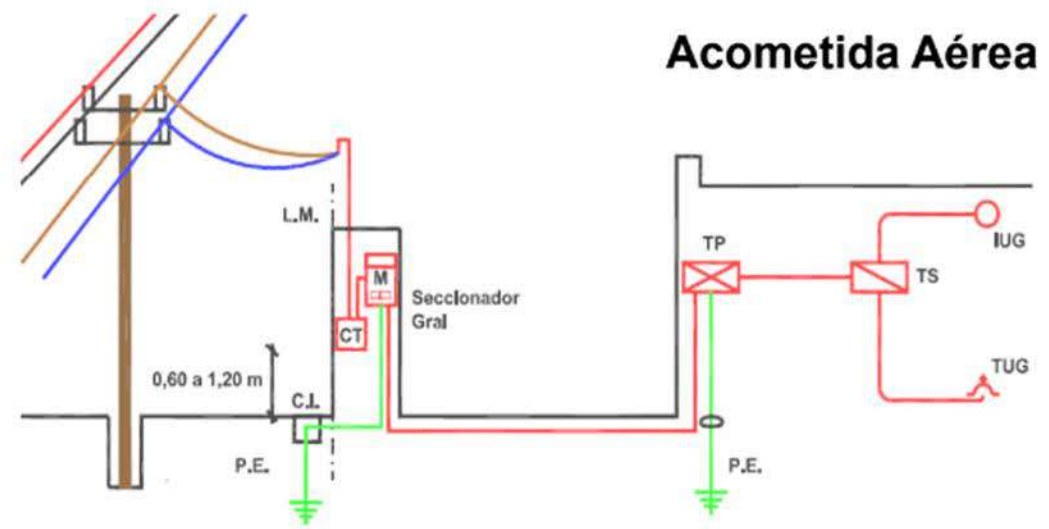 Acometida Aérea
L.M.
M
Seccionador
Gral
CT
0,60 a 1,20 m
C.I.
P.E.
TP
TS
IUG
TUG
P.E.